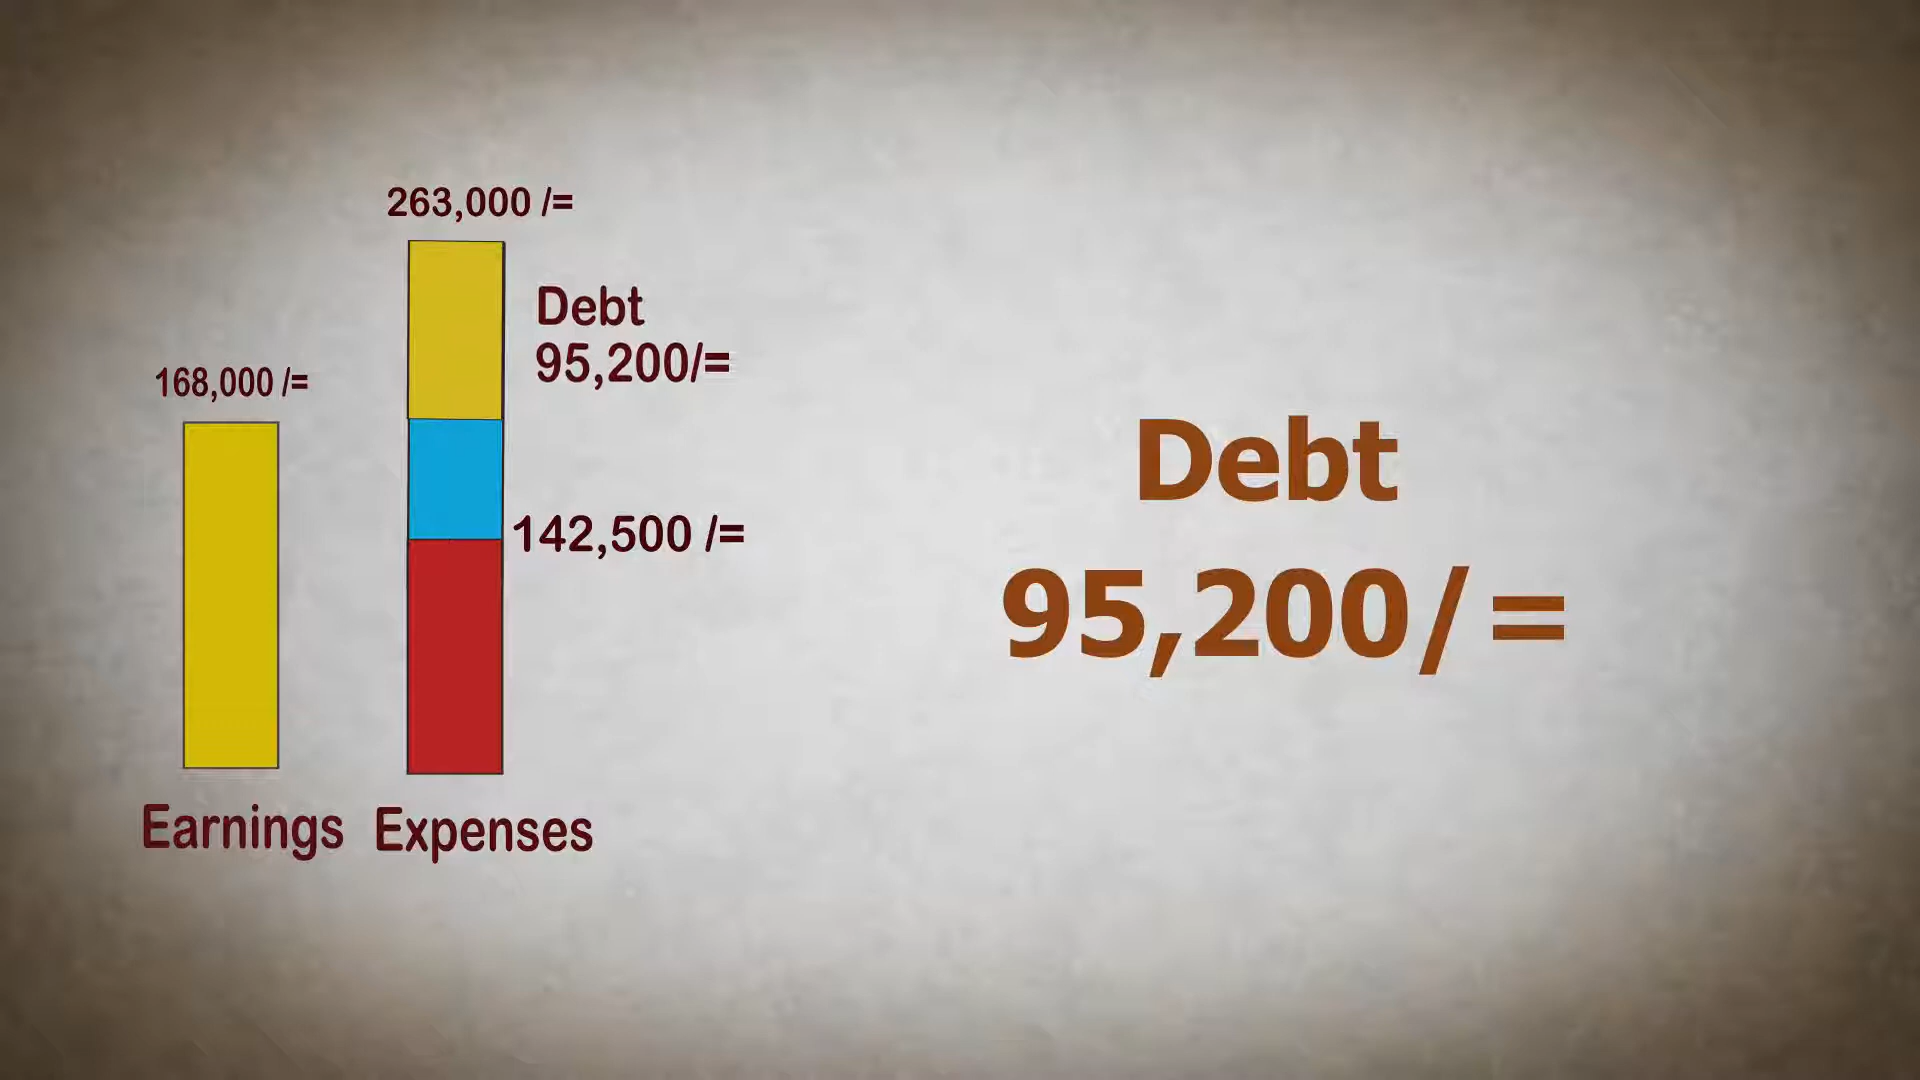 263,000 /=
Debt
95,200/=
168,000 /=
142,500 /=
Earnings
Expenses
Debt
95,200/=